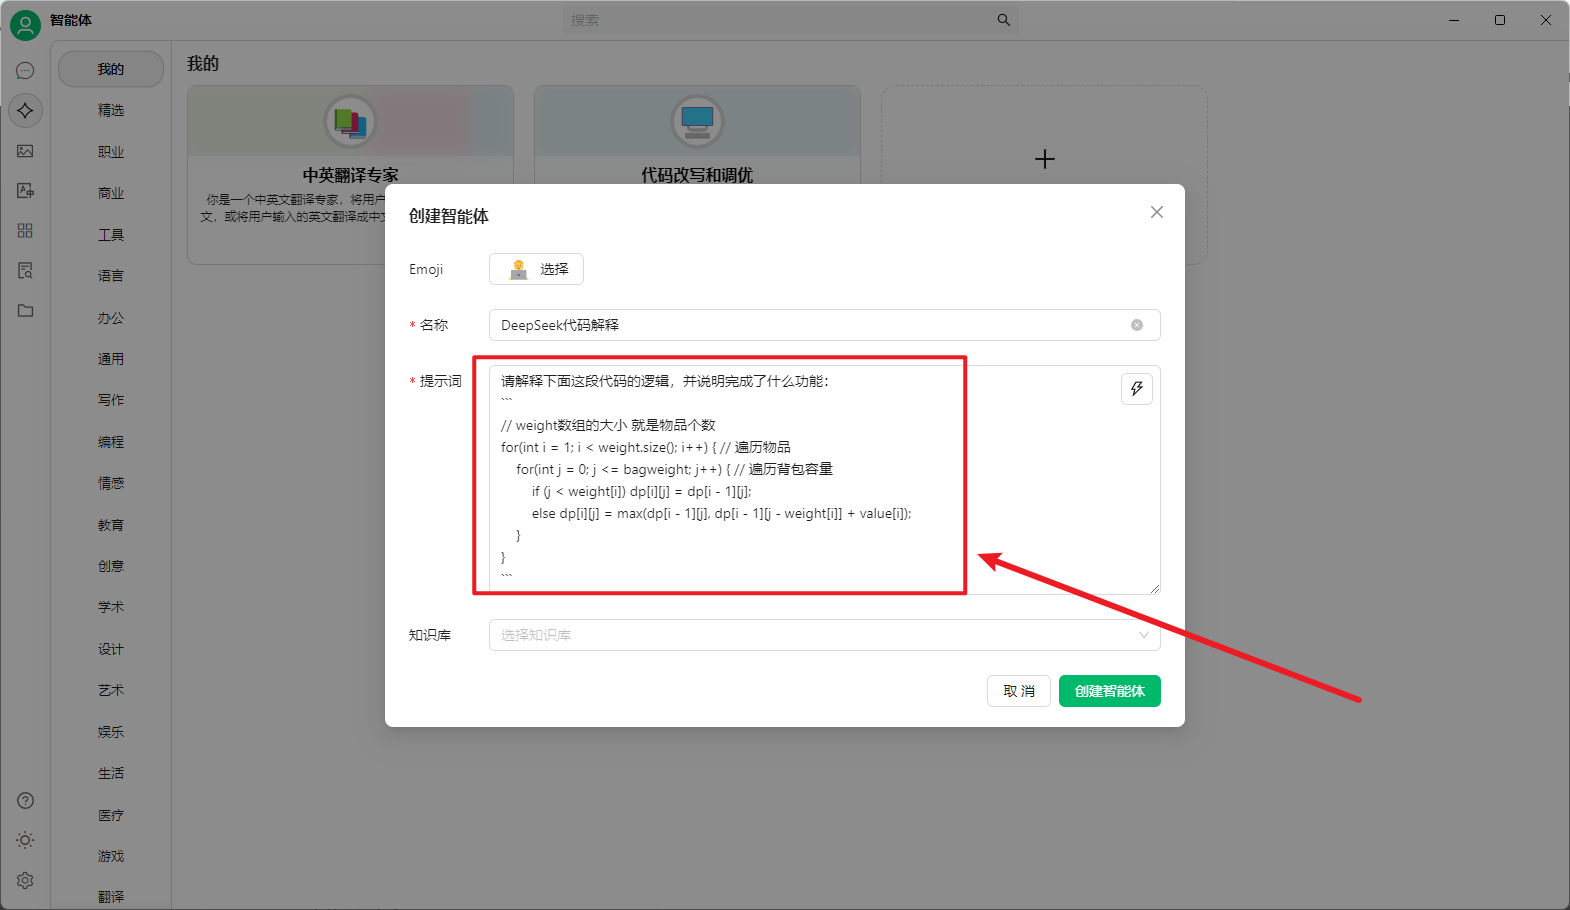 智能体
搜索
我的
精选
职业
商业
工具
语言
办公
通用
写作
编程
情感
教育
创意
学术
设计
艺术
娱乐
生活
医疗
游戏
翻译
我的
中英翻译专家
你是一个中英文翻译专家，将用户
文，或将用户输入的英文翻译成中文
代码改写和调优
创建智能体
Emoji
选择
* 名称
DeepSeek代码解释
* 提示词
请解释下面这段代码的逻辑，并说明完成了什么功能：
```
// weight数组的大小 就是物品个数
for(int i = 1; i < weight.size(); i++) { // 遍历物品
    for(int j = 0; j <= bagweight; j++) { // 遍历背包容量
        if (j < weight[i]) dp[i][j] = dp[i - 1][j];
        else dp[i][j] = max(dp[i - 1][j], dp[i - 1][j - weight[i]] + value[i]);
    }
}
```
知识库
选择知识库
取 消
创建智能体